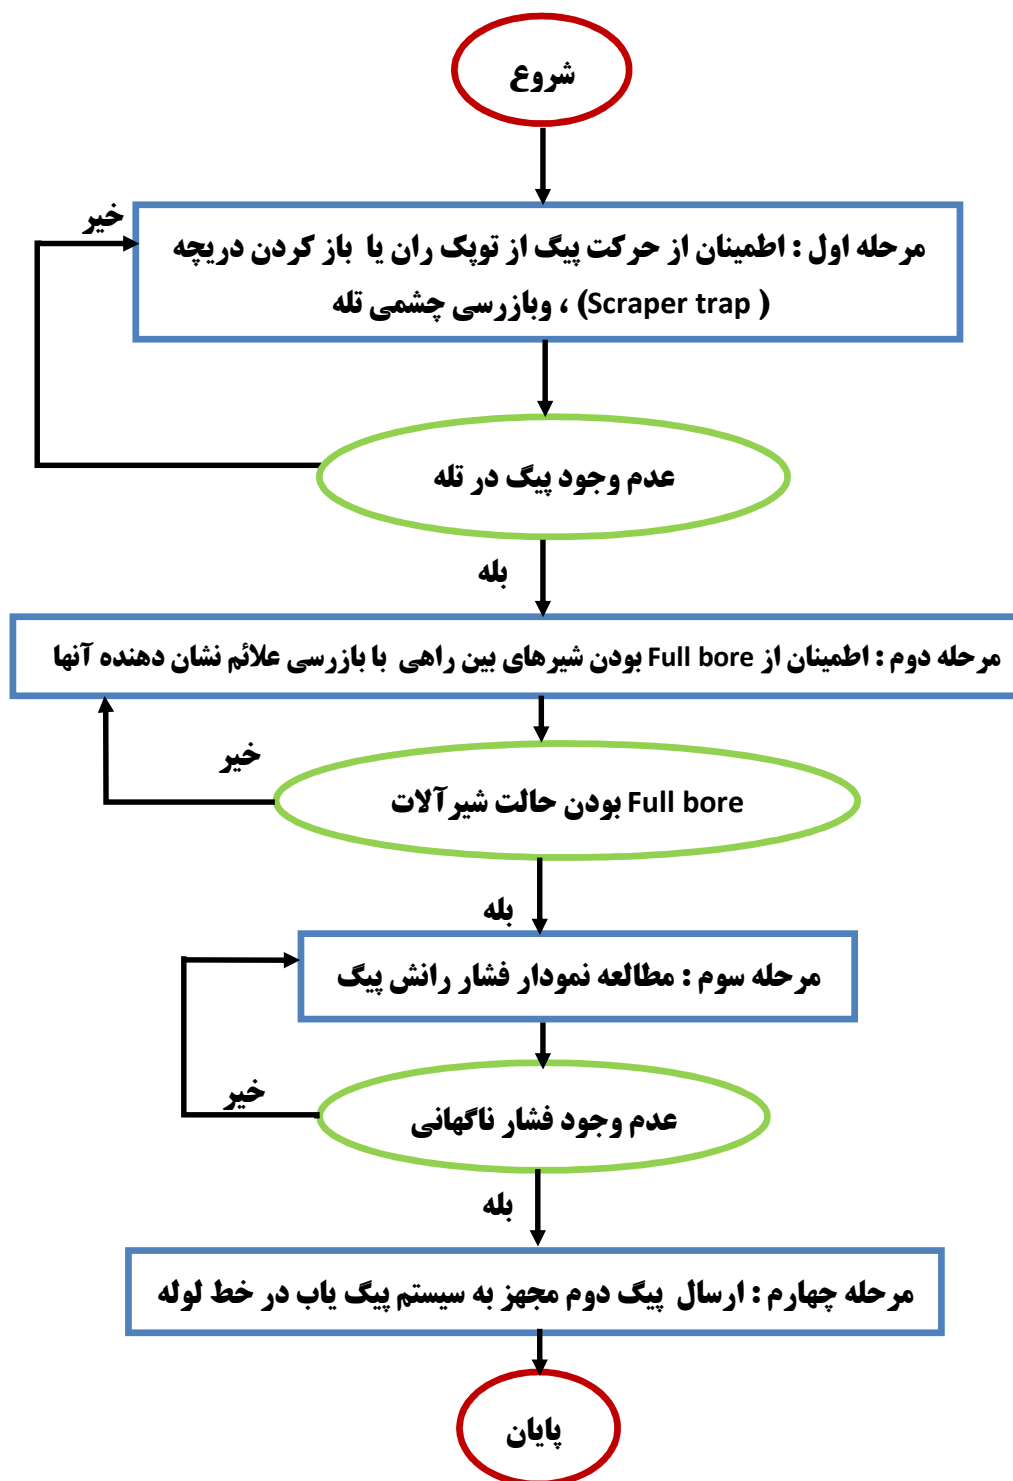 شروع
خیر
مرحله اول : اطمینان از حرکت پیگ از توپک ران یا باز کردن دریچه
( Scraper trap) ، وبازرسی چشمی تله
عدم وجود پیگ در تله
بله
مرحله دوم : اطمینان از Full bore بودن شیرهای بین راهی با بازرسی علائم نشان دهنده آنها
خیر
Full bore بودن حالت شیرآلات
بله
مرحله سوم : مطالعه نمودار فشار رانش پیگ
خیر
عدم وجود فشار ناگهانی
بله
مرحله چهارم : ارسال پیگ دوم مجهز به سیستم پیگ یاب در خط لوله
پایان